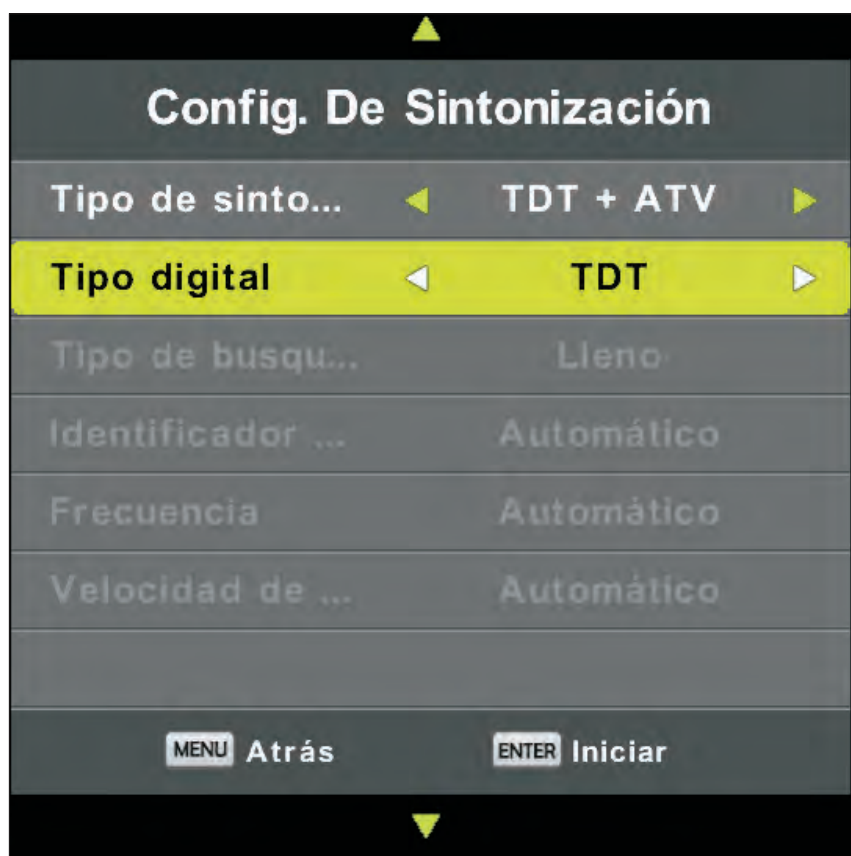 Config. De Sintonización
Tipo de sinto... TDT + ATV
Tipo digital TDT
Tipo de busqu... Lleno
Identificador ... Automático
Frecuencia Automático
Velocidad de ... Automático
MENU Atrás ENTER Iniciar